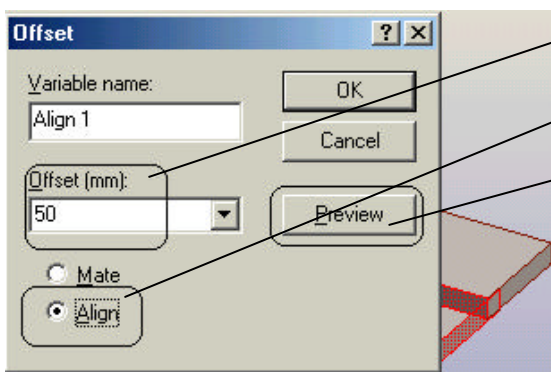 Offset
Variable name:
Align 1
OK
Cancel
Offset (mm):
50
Preview
Mate
Align